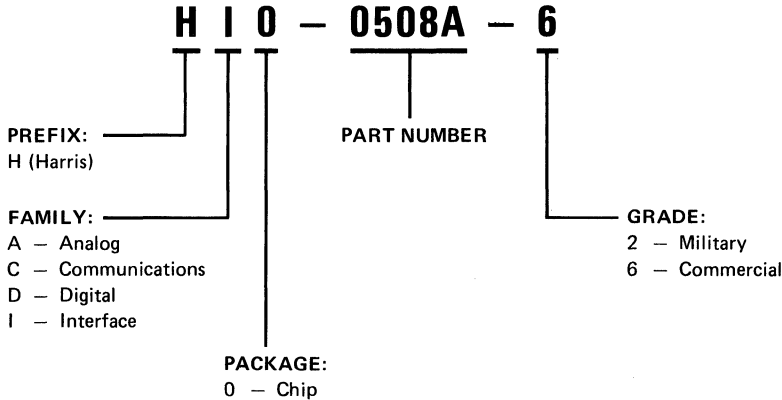 H I 0 – 0508A – 6
PREFIX:
H (Harris)
PART NUMBER
FAMILY:
A – Analog
C – Communications
D – Digital
I – Interface
GRADE:
2 – Military
6 – Commercial
PACKAGE:
0 – Chip